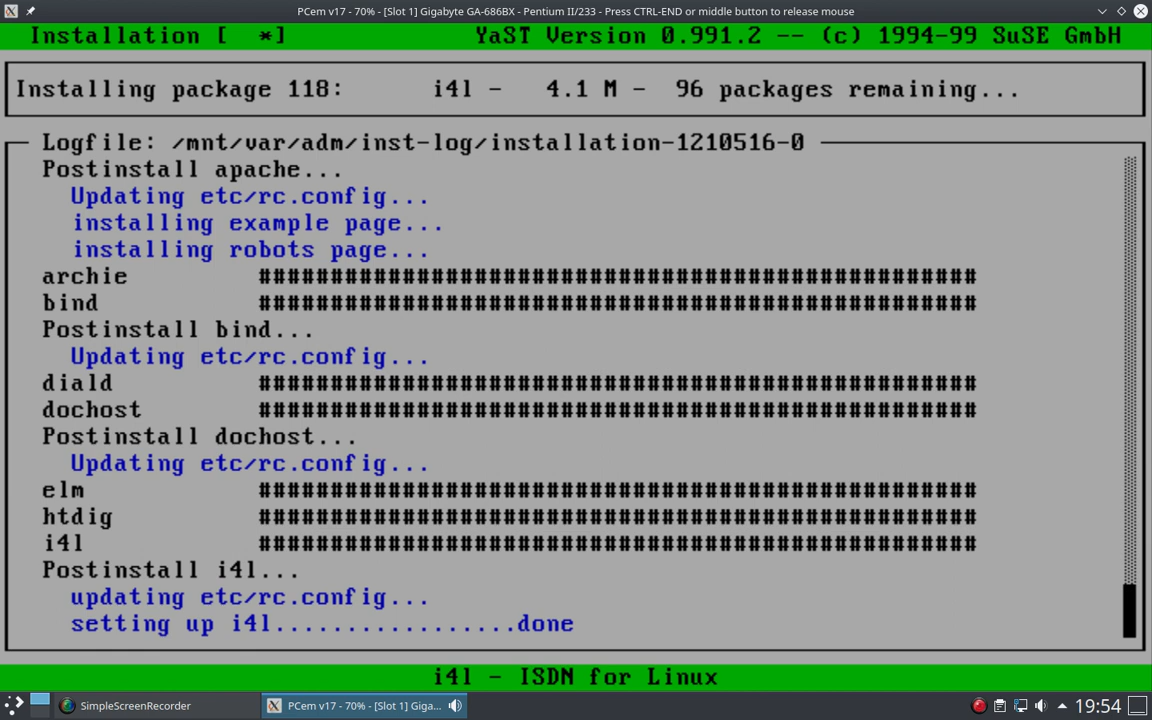 PCem v17 - 70% - [Slot 1] Gigabyte GA-686BX - Pentium II/233 - Press CTRL-END or middle button to release mouse
Installation [  *]  YaST Version 0.991.2 -- (c) 1994-99 SuSE GmbH
Installing package 118:      i4l -   4.1 M -  96 packages remaining...
Logfile: /mnt/var/adm/inst-log/installation-1210516-0
Postinstall apache...
Updating etc/rc.config...
installing example page...
installing robots page...
archie ##################################################
bind ##################################################
Postinstall bind...
Updating etc/rc.config...
diald ##################################################
dochost ##################################################
Postinstall dochost...
Updating etc/rc.config...
elm ##################################################
htdig ##################################################
i4l ##################################################
Postinstall i4l...
updating etc/rc.config...
setting up i4l.................done
i4l - ISDN for Linux
SimpleScreenRecorder  PCem v17 - 70% - [Slot 1] Giga...  19:54